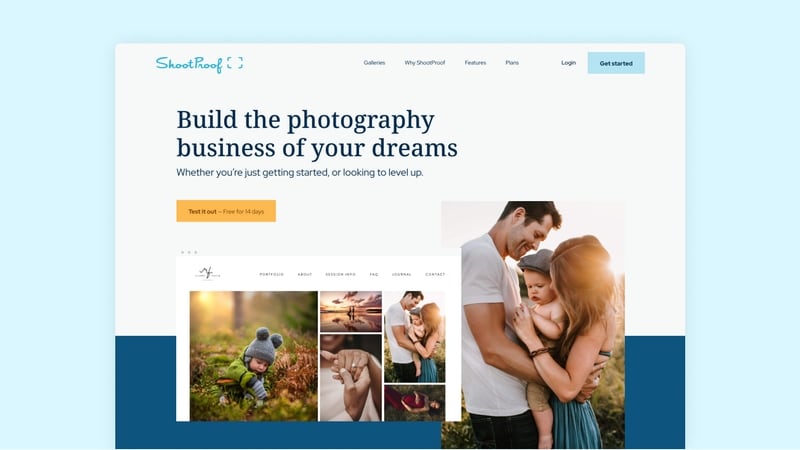 ShootProof
Galleries
Why ShootProof
Features
Plans
Login
Get started
Build the photography
business of your dreams
Whether you're just getting started, or looking to level up.
Test it out – Free for 14 days
PORTFOLIO
ABOUT
SESSION INFO
FAQ
JOURNAL
CONTACT